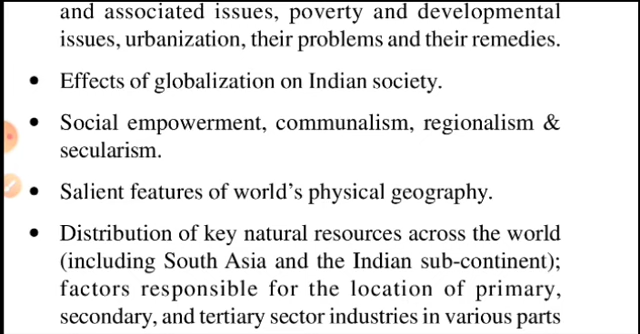 and associated issues, poverty and developmental
issues, urbanization, their problems and their remedies.
• Effects of globalization on Indian society.
• Social empowerment, communalism, regionalism &
secularism.
• Salient features of world’s physical geography.
• Distribution of key natural resources across the world
(including South Asia and the Indian sub-continent);
factors responsible for the location of primary,
secondary, and tertiary sector industries in various parts